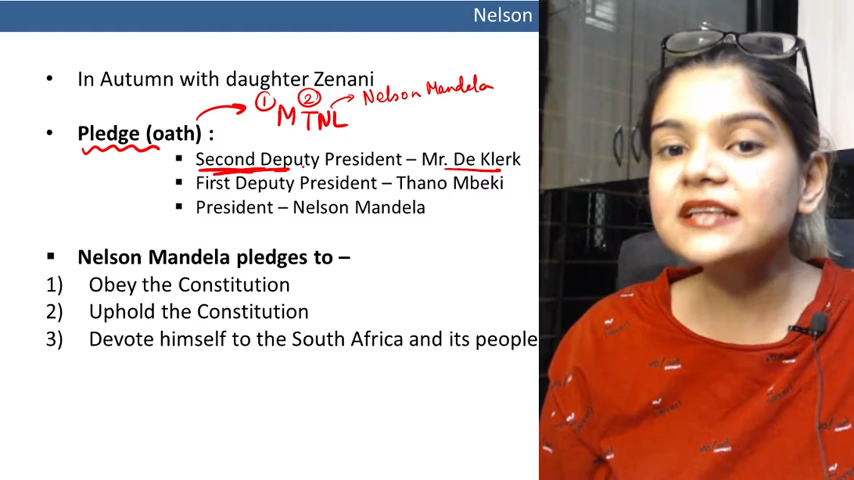 Nelson
• In Autumn with daughter Zenani
① MTNL ② → Nelson Mandela
• Pledge (oath) :
▪ Second Deputy President – Mr. De Klerk
▪ First Deputy President – Thano Mbeki
▪ President – Nelson Mandela
▪ Nelson Mandela pledges to –
1) Obey the Constitution
2) Uphold the Constitution
3) Devote himself to the South Africa and its people